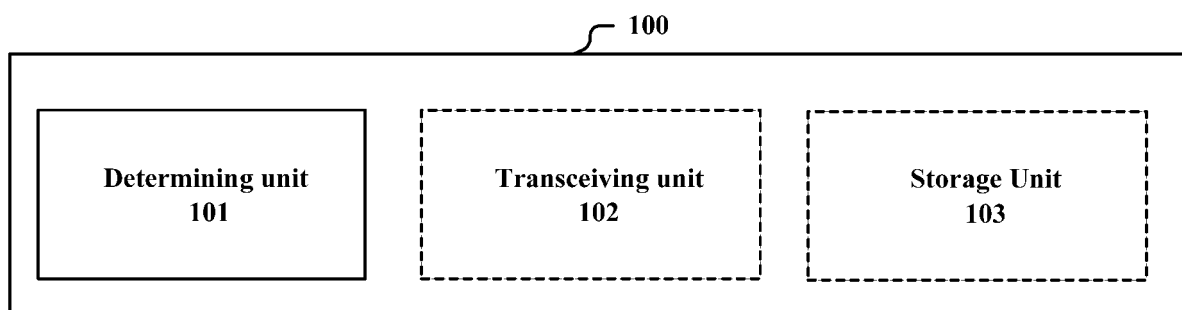 100
Determining unit
101
Transceiving unit
102
Storage Unit
103